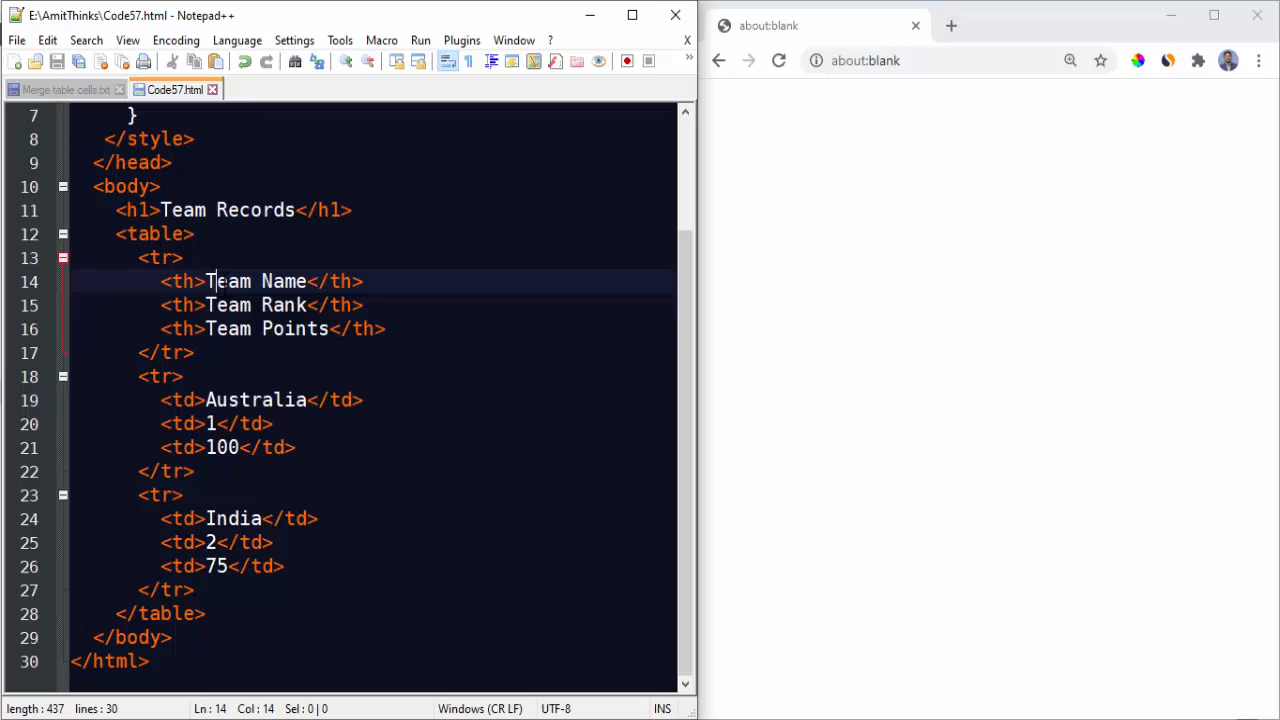 E:\AmitThinks\Code57.html - Notepad++
File Edit Search View Encoding Language Settings Tools Macro Run Plugins Window ? X
Merge table cells.txt Code57.html
7 }
8 </style>
9 </head>
10 <body>
11 <h1>Team Records</h1>
12 <table>
13 <tr>
14 <th>Team Name</th>
15 <th>Team Rank</th>
16 <th>Team Points</th>
17 </tr>
18 <tr>
19 <td>Australia</td>
20 <td>1</td>
21 <td>100</td>
22 </tr>
23 <tr>
24 <td>India</td>
25 <td>2</td>
26 <td>75</td>
27 </tr>
28 </table>
29 </body>
30 </html>
length : 437 lines : 30 Ln : 14 Col : 14 Sel : 0 | 0 Windows (CR LF) UTF-8 INS
about:blank
about:blank